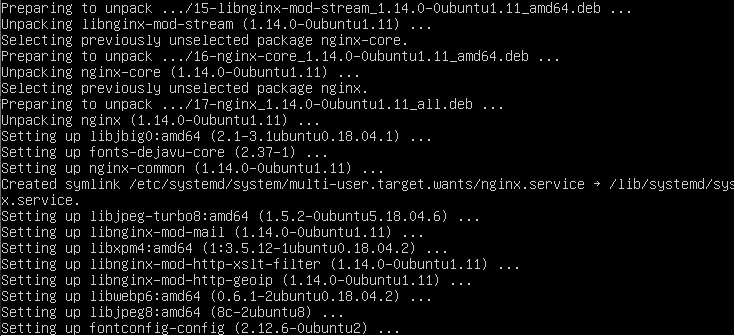 Preparing to unpack .../15-libnginx-mod-stream_1.14.0-0ubuntu1.11_amd64.deb ...
Unpacking libnginx-mod-stream (1.14.0-0ubuntu1.11) ...
Selecting previously unselected package nginx-core.
Preparing to unpack .../16-nginx-core_1.14.0-0ubuntu1.11_amd64.deb ...
Unpacking nginx-core (1.14.0-0ubuntu1.11) ...
Selecting previously unselected package nginx.
Preparing to unpack .../17-nginx_1.14.0-0ubuntu1.11_all.deb ...
Unpacking nginx (1.14.0-0ubuntu1.11) ...
Setting up libjbig0:amd64 (2.1-3.1ubuntu0.18.04.1) ...
Setting up fonts-dejavu-core (2.37-1) ...
Setting up nginx-common (1.14.0-0ubuntu1.11) ...
Created symlink /etc/systemd/system/multi-user.target.wants/nginx.service → /lib/systemd/sys
x.service.
Setting up libjpeg-turbo8:amd64 (1.5.2-0ubuntu5.18.04.6) ...
Setting up libnginx-mod-mail (1.14.0-0ubuntu1.11) ...
Setting up libxpm4:amd64 (1:3.5.12-1ubuntu0.18.04.2) ...
Setting up libnginx-mod-http-xslt-filter (1.14.0-0ubuntu1.11) ...
Setting up libnginx-mod-http-geoip (1.14.0-0ubuntu1.11) ...
Setting up libwebp6:amd64 (0.6.1-2ubuntu0.18.04.2) ...
Setting up libjpeg8:amd64 (8c-2ubuntu8) ...
Setting up fontconfig-config (2.12.6-0ubuntu2) ...